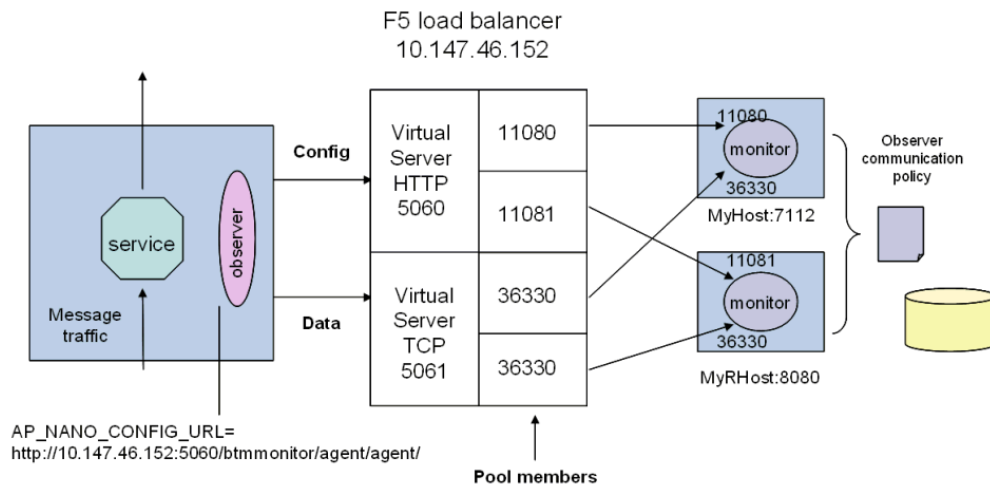 F5 load balancer
10.147.46.152
Config
Data
service
observer
Message
traffic
Virtual
Server
HTTP
5060
11080
11081
Virtual
Server
TCP
5061
36330
36330
11080
monitor
36330
MyHost:7112
11081
monitor
36330
MyRHost:8080
Observer
communication
policy
AP_NANO_CONFIG_URL=
http://10.147.46.152:5060/btmmonitor/agent/agent/
Pool members